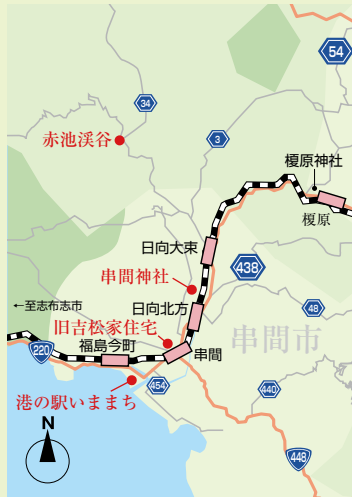 54
34
赤池渓谷
3
榎原神社
榎原
日向大束
438
串間神社
←至志布志市
日向北方
48
旧吉松家住宅
串間市
220
福島今町
串間
454
440
港の駅いままち
N
448